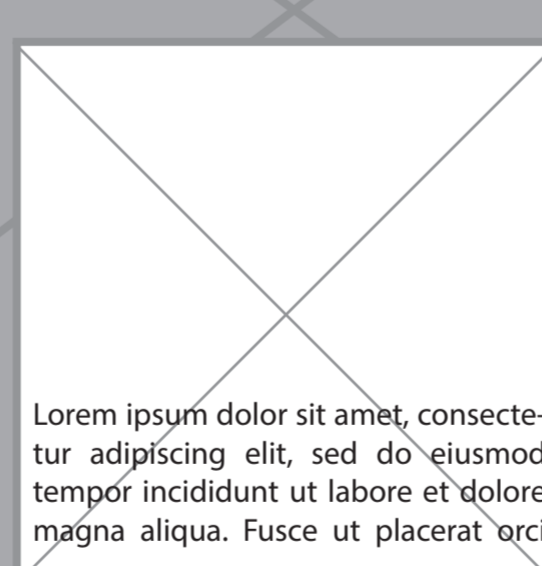 Lorem ipsum dolor sit amet, consecte-
tur adipiscing elit, sed do eiusmod
tempor incididunt ut labore et dolore
magna aliqua. Fusce ut placerat orci